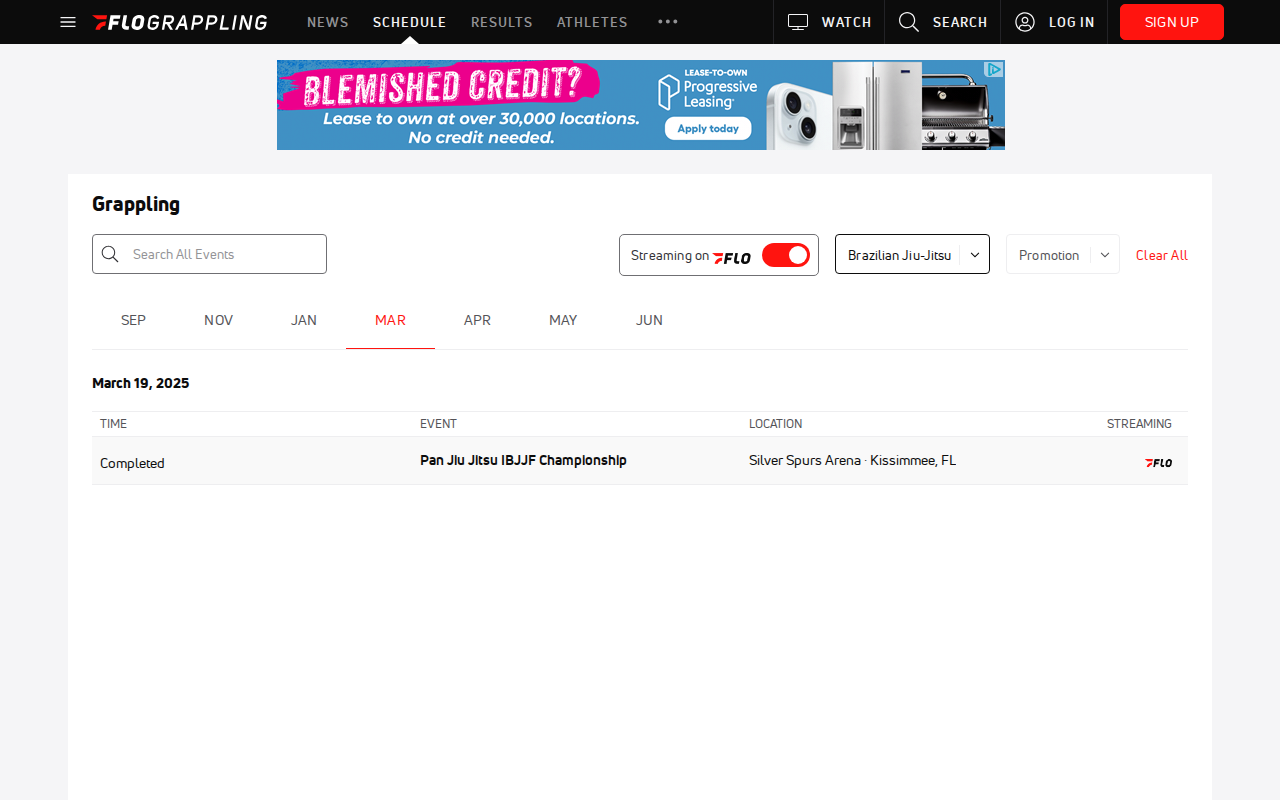 FLOGRAPPLING NEWS SCHEDULE RESULTS ATHLETES WATCH SEARCH LOG IN SIGN UP
BLEMISHED CREDIT?
Lease to own at over 30,000 locations.
No credit needed.
LEASE-TO-OWN
Progressive
Leasing
Apply today
Grappling
Search All Events
Streaming on FLO
Brazilian Jiu-Jitsu
Promotion
Clear All
SEP NOV JAN MAR APR MAY JUN
March 19, 2025
TIME EVENT LOCATION STREAMING
Completed Pan Jiu Jitsu IBJJF Championship Silver Spurs Arena · Kissimmee, FL FLO